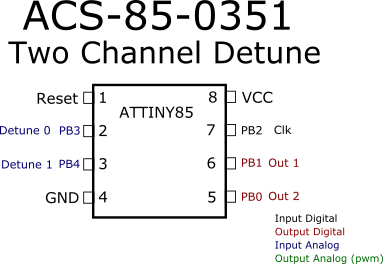 ACS-85-0351
Two Channel Detune
Reset 1 8 VCC
ATTINY85
Detune 0 PB3 2 7 PB2 Clk
Detune 1 PB4 3 6 PB1 Out 1
GND 4 5 PB0 Out 2
Input Digital
Output Digital
Input Analog
Output Analog (pwm)